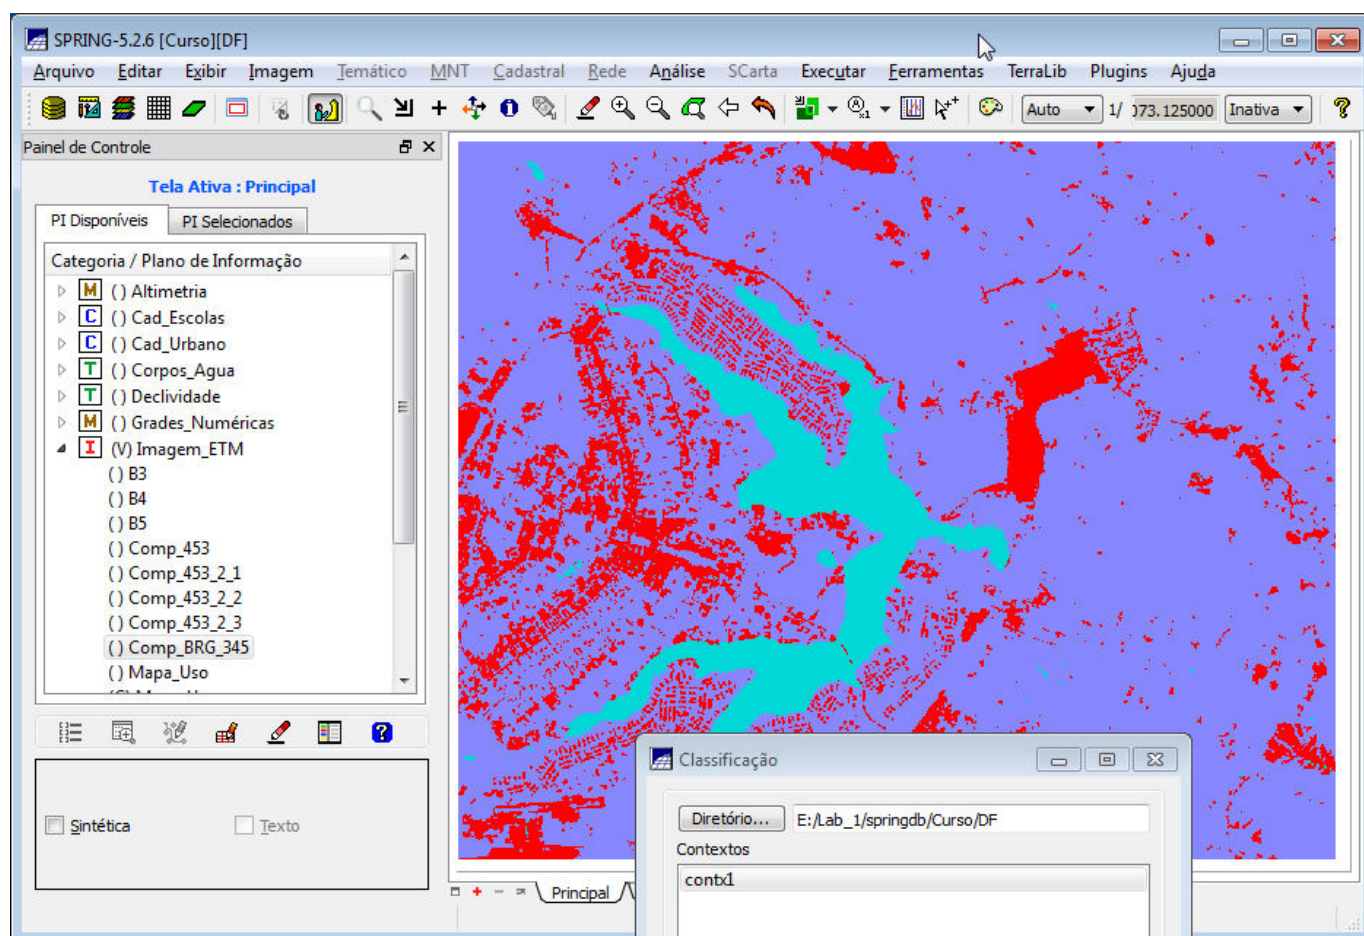 SPRING-5.2.6 [Curso][DF]
Arquivo Editar Exibir Imagem Temático MNT Cadastral Rede Análise SCarta Executar Ferramentas TerraLib Plugins Ajuda
Auto 1/ 073.125000 Inativa
Painel de Controle
Tela Ativa : Principal
PI Disponíveis PI Selecionados
Categoria / Plano de Informação
M () Altimetria
C () Cad_Escolas
C () Cad_Urbano
T () Corpos_Agua
T () Declividade
M () Grades_Numéricas
I (V) Imagem_ETM
() B3
() B4
() B5
() Comp_453
() Comp_453_2_1
() Comp_453_2_2
() Comp_453_2_3
() Comp_BRG_345
() Mapa_Uso
Sintética Texto
Principal
Classificação
Diretório... E:/Lab_1/springdb/Curso/DF
Contextos
contx1